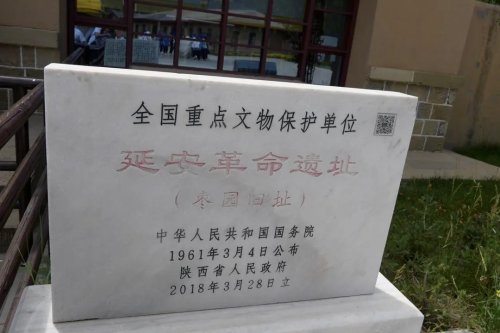 全国重点文物保护单位
延安革命遗址
（枣园旧址）
中华人民共和国国务院
1961年3月4日公布
陕西省人民政府
2018年3月28日立